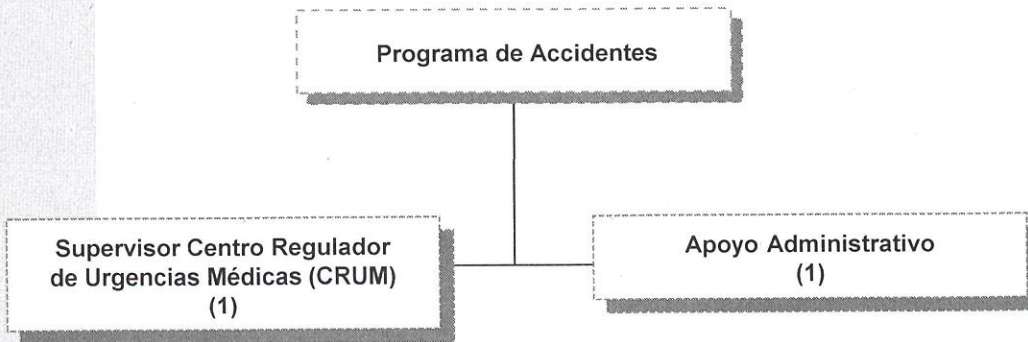 Programa de Accidentes
Supervisor Centro Regulador
de Urgencias Médicas (CRUM)
(1)
Apoyo Administrativo
(1)